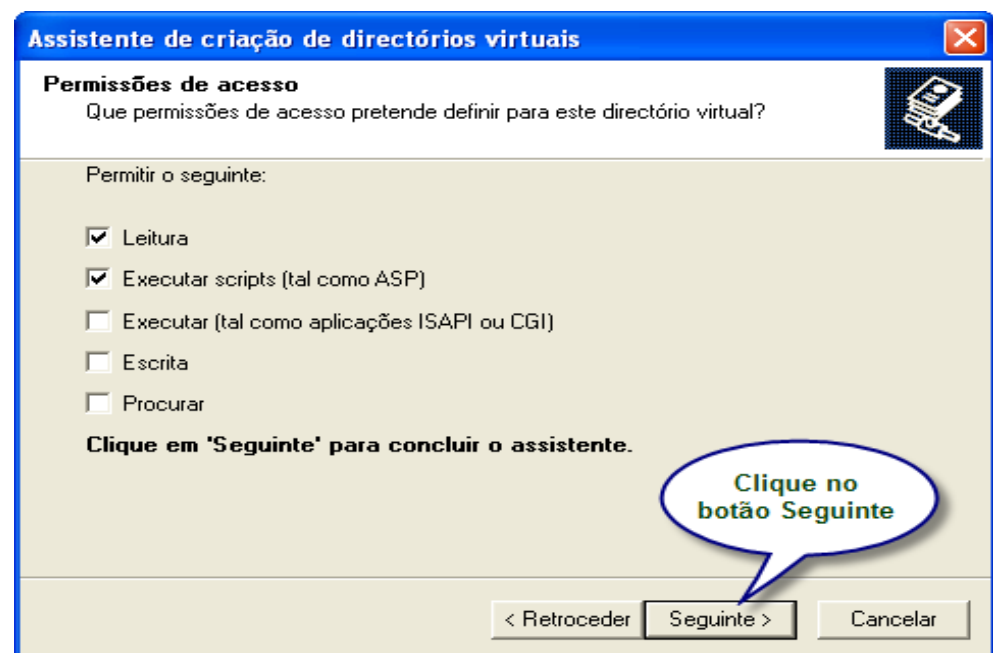 Assistente de criação de directórios virtuais
Permissões de acesso
Que permissões de acesso pretende definir para este directório virtual?
Permitir o seguinte:
Leitura
Executar scripts (tal como ASP)
Executar (tal como aplicações ISAPI ou CGI)
Escrita
Procurar
Clique em 'Seguinte' para concluir o assistente.
Clique no
botão Seguinte
< Retroceder
Seguinte >
Cancelar